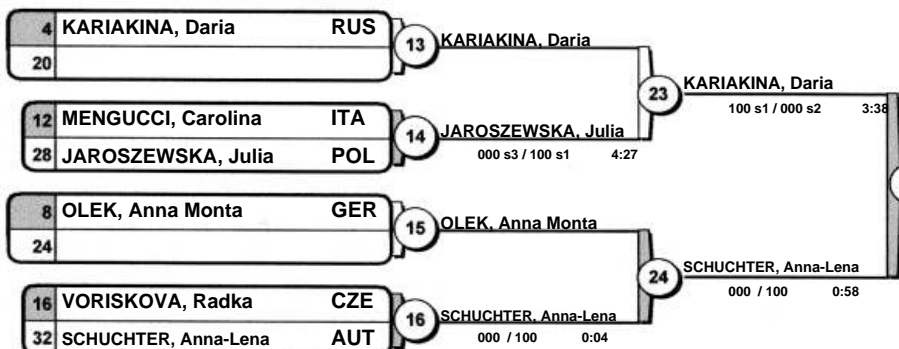 4 KARIAKINA, Daria RUS
20
13 KARIAKINA, Daria
12 MENGUCCI, Carolina ITA
28 JAROSZEWSKA, Julia POL
14 JAROSZEWSKA, Julia
000 s3 / 100 s1 4:27
23 KARIAKINA, Daria
100 s1 / 000 s2 3:38
8 OLEK, Anna Monta GER
24
15 OLEK, Anna Monta
16 VORISKOVA, Radka CZE
32 SCHUCHTER, Anna-Lena AUT
16 SCHUCHTER, Anna-Lena
000 / 100 0:04
24 SCHUCHTER, Anna-Lena
000 / 100 0:58